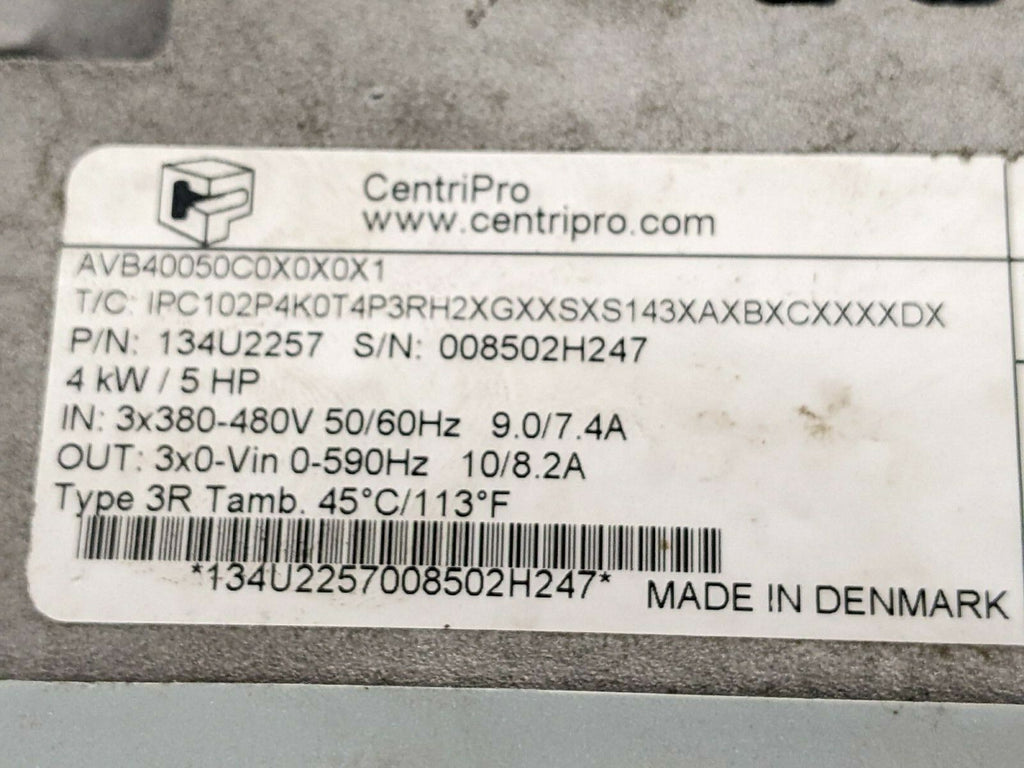 CentriPro
www.centripro.com
AVB40050C0X0X0X1
T/C: IPC102P4K0T4P3RH2XGXXSXS143XAXBXCXXXXDX
P/N: 134U2257 S/N: 008502H247
4 kW / 5 HP
IN: 3x380-480V 50/60Hz 9.0/7.4A
OUT: 3x0-Vin 0-590Hz 10/8.2A
Type 3R Tamb. 45°C/113°F
*134U2257008502H247*
MADE IN DENMARK